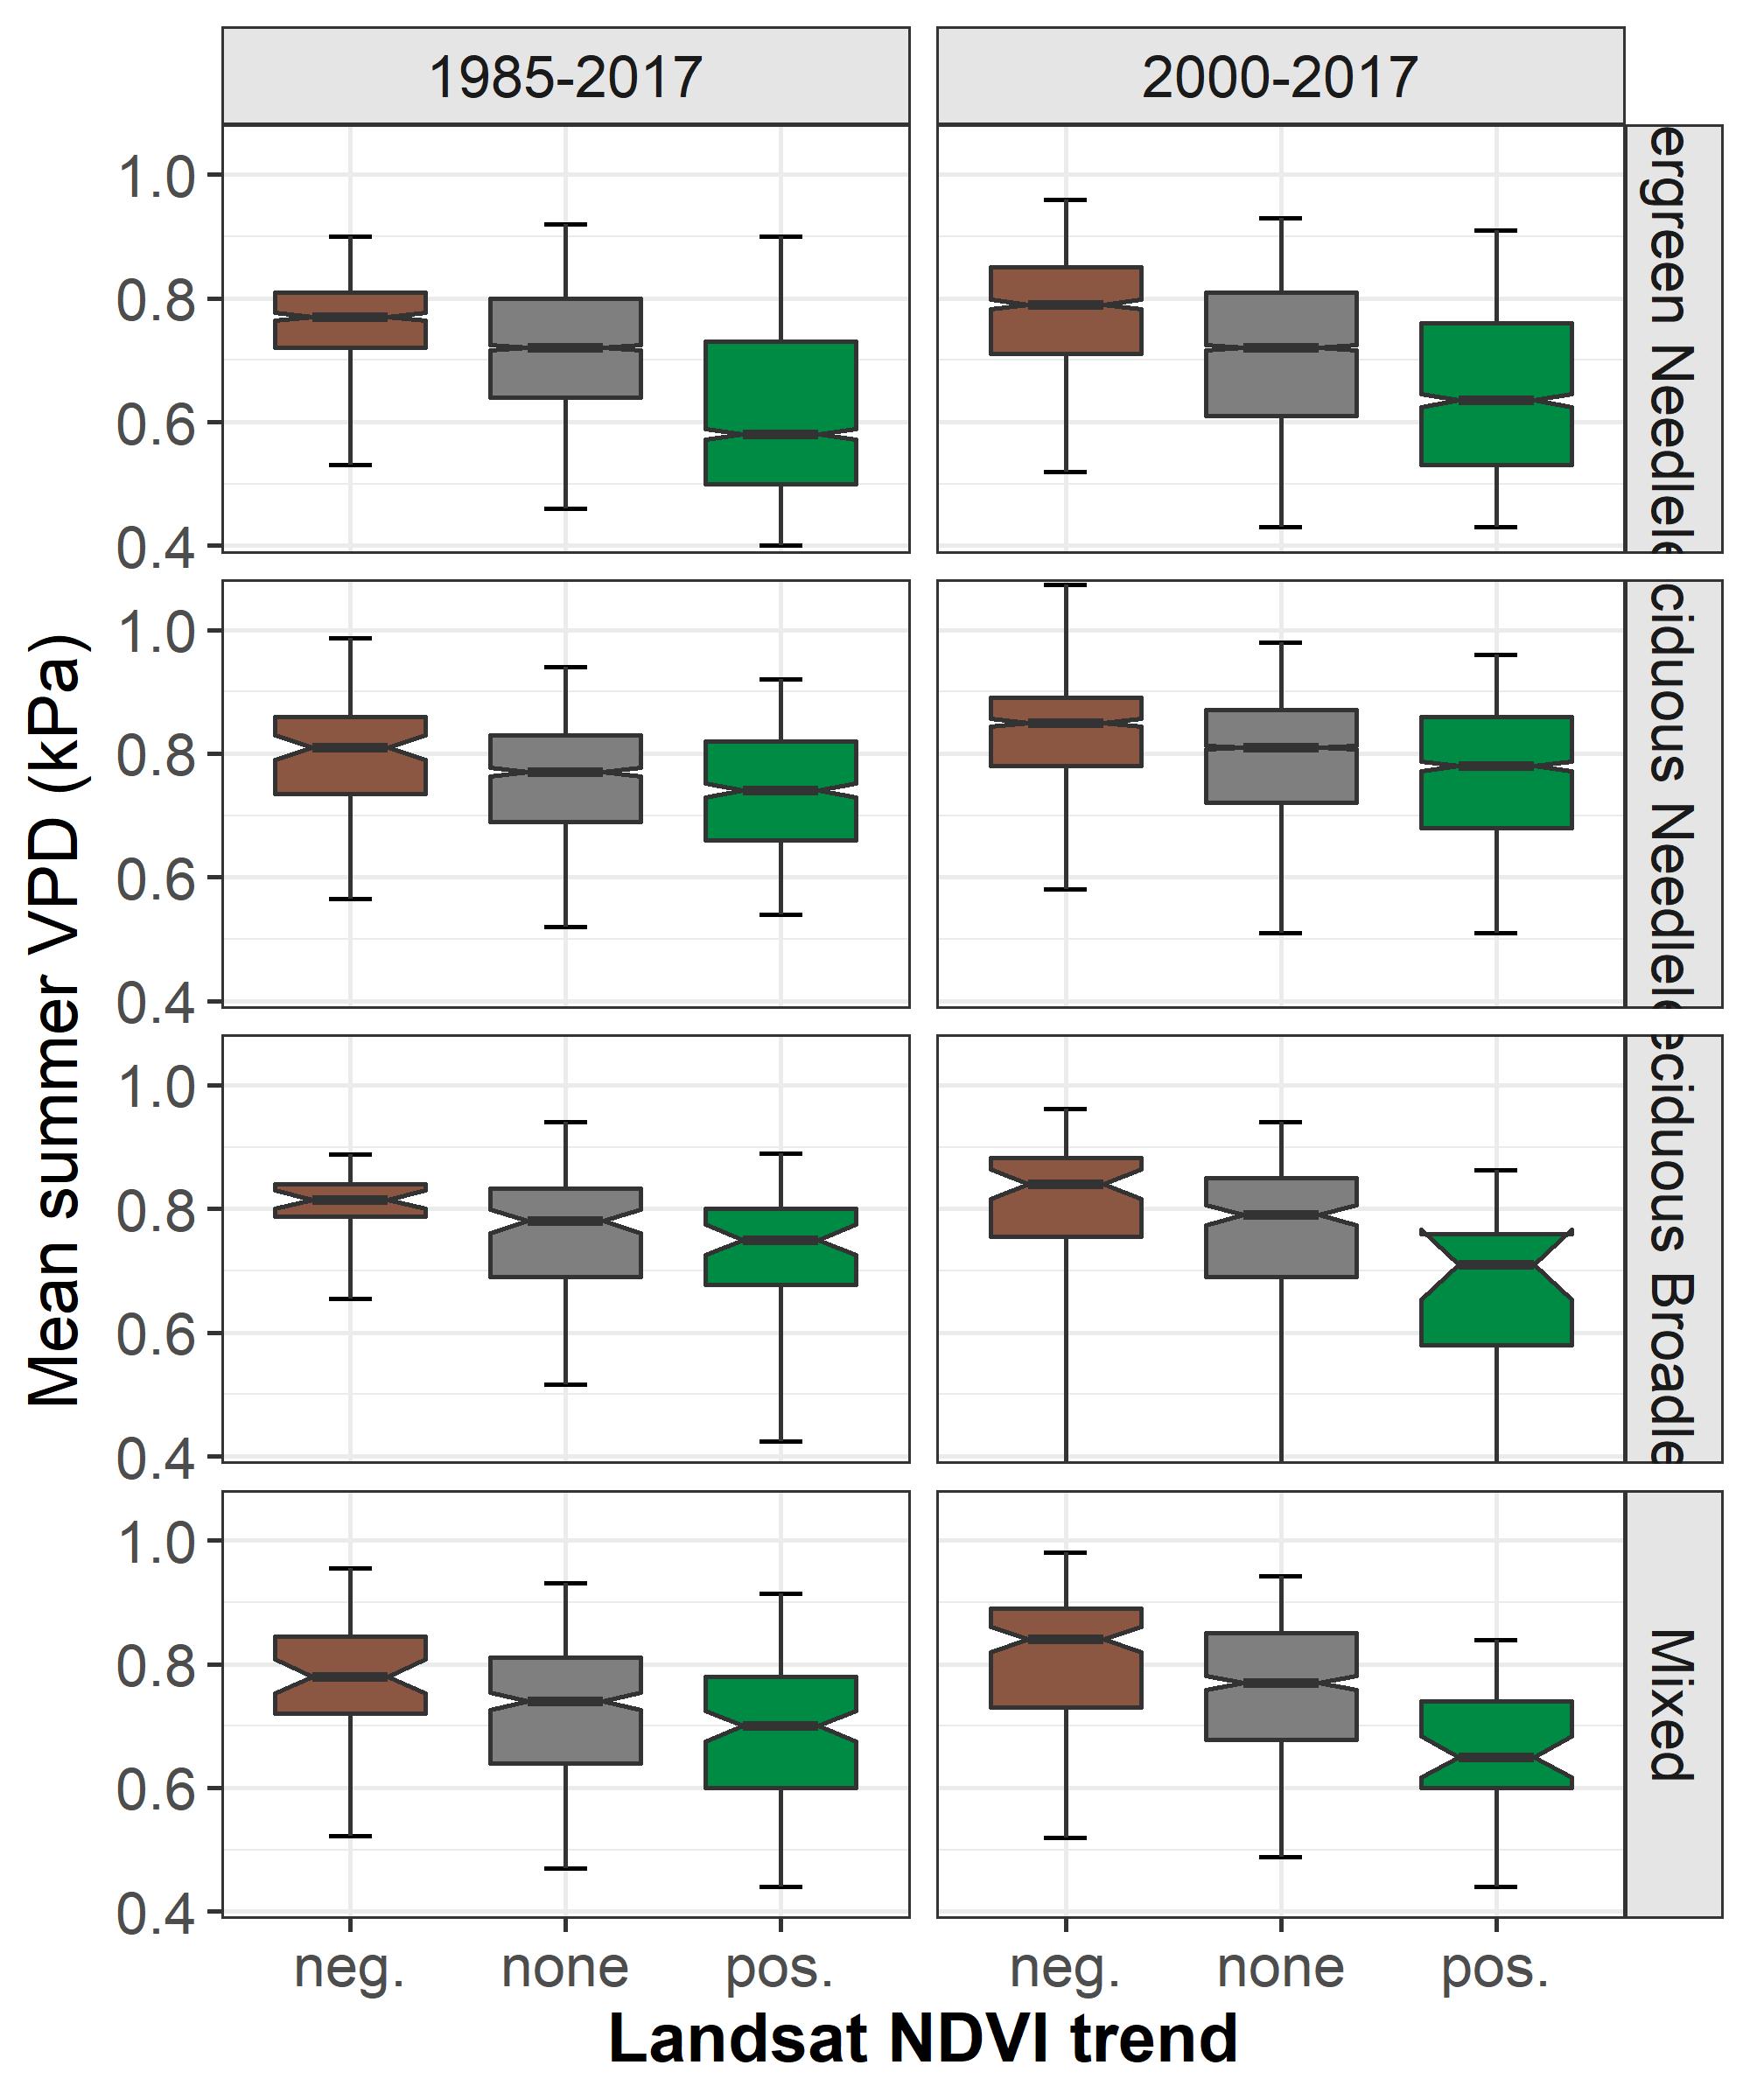 1985-2017 2000-2017
1.0
0.8
0.6
0.4
ergreen Needlele
1.0
0.8
0.6
0.4
ciduous Needlele
1.0
0.8
0.6
0.4
eciduous Broadle
1.0
0.8
0.6
0.4
Mixed
Mean summer VPD (kPa)
neg. none pos. neg. none pos.
Landsat NDVI trend